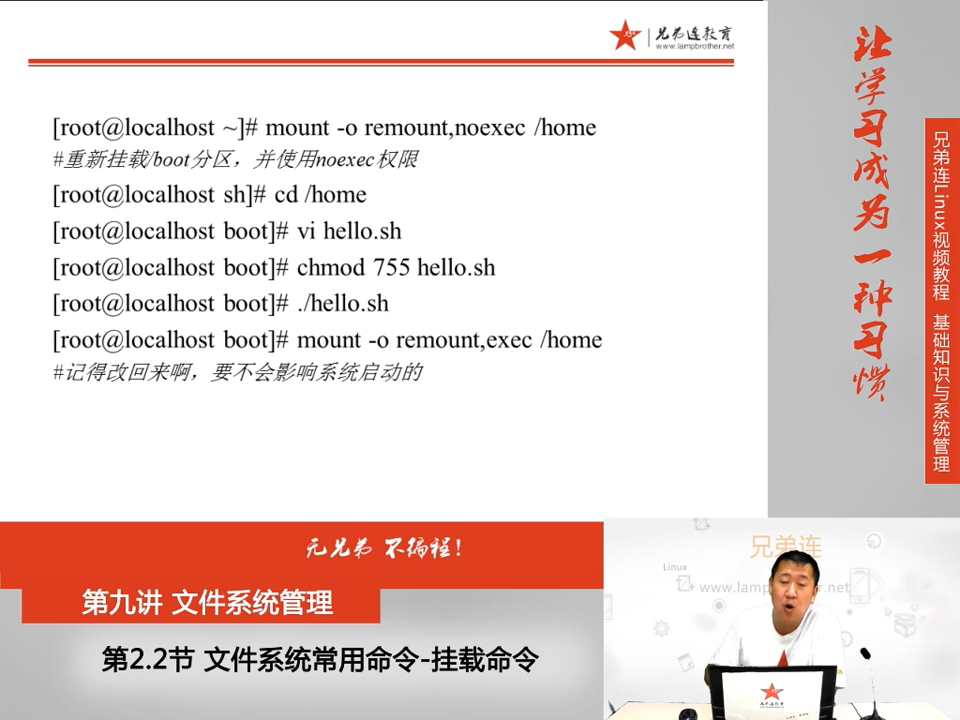 兄弟连教育
www.lampbrother.net
[root@localhost ~]# mount -o remount,noexec /home
#重新挂载/boot分区，并使用noexec权限
[root@localhost sh]# cd /home
[root@localhost boot]# vi hello.sh
[root@localhost boot]# chmod 755 hello.sh
[root@localhost boot]# ./hello.sh
[root@localhost boot]# mount -o remount,exec /home
#记得改回来啊，要不会影响系统启动的
让学习成为一种习惯
兄弟连Linux视频教程 基础知识与系统管理
无兄弟 不编程！
第九讲 文件系统管理
第2.2节 文件系统常用命令-挂载命令
兄弟连
Linux